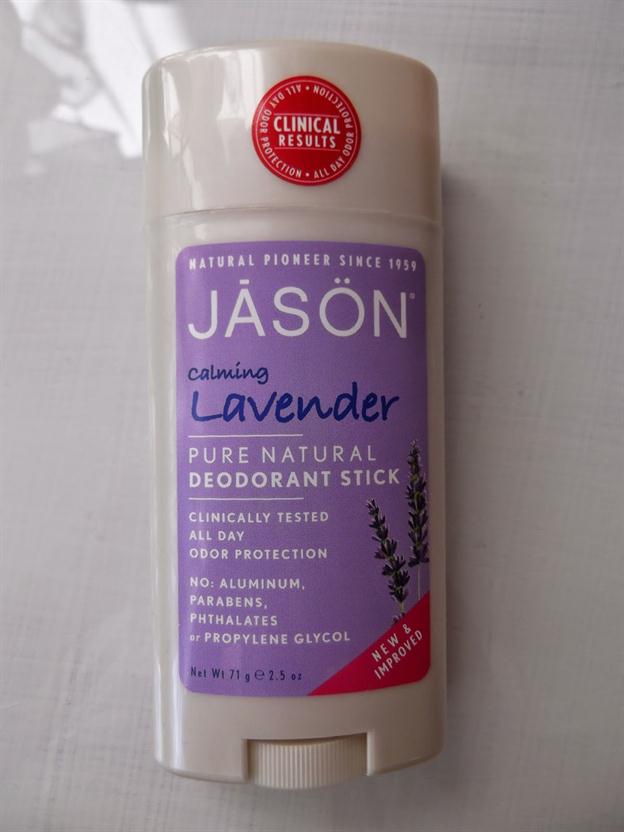 ALL DAY ODOR PROTECTION • ALL DAY ODOR PROTECTION •
CLINICAL
RESULTS
NATURAL PIONEER SINCE 1959
JĀSÖN®
calming
Lavender
PURE NATURAL
DEODORANT STICK
CLINICALLY TESTED
ALL DAY
ODOR PROTECTION
NO: ALUMINUM,
PARABENS,
PHTHALATES
or PROPYLENE GLYCOL
NEW &
IMPROVED
Net Wt 71 g ℮ 2.5 oz